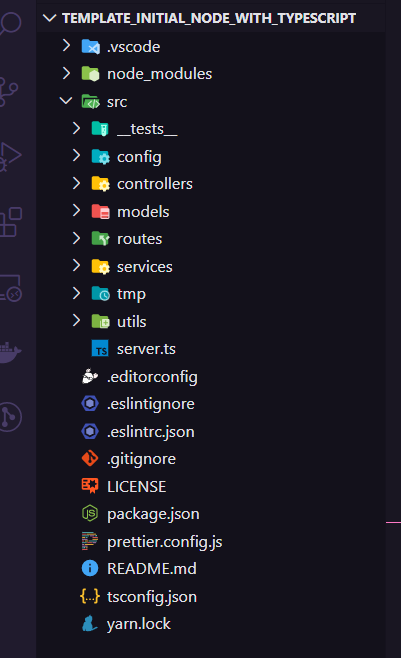 TEMPLATE_INITIAL_NODE_WITH_TYPESCRIPT
.vscode
node_modules
src
__tests__
config
controllers
models
routes
services
tmp
utils
TS server.ts
.editorconfig
.eslintignore
.eslintrc.json
.gitignore
LICENSE
JS package.json
prettier.config.js
README.md
{..} tsconfig.json
yarn.lock